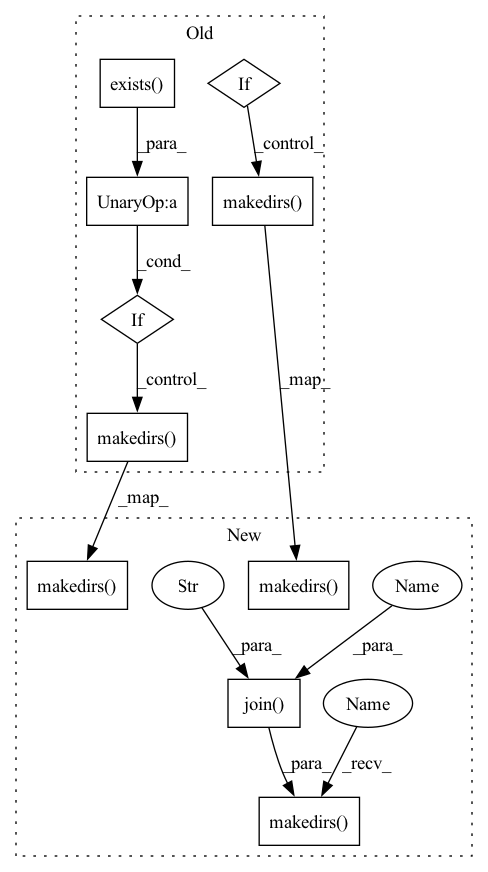 Old
exists()
If
_para_
_control_
UnaryOp:a
makedirs()
_cond_
If
_map_
_control_
makedirs()
_map_
New
makedirs()
Str
makedirs()
Name
_para_
_para_
join()
Name
_para_
_recv_
makedirs()